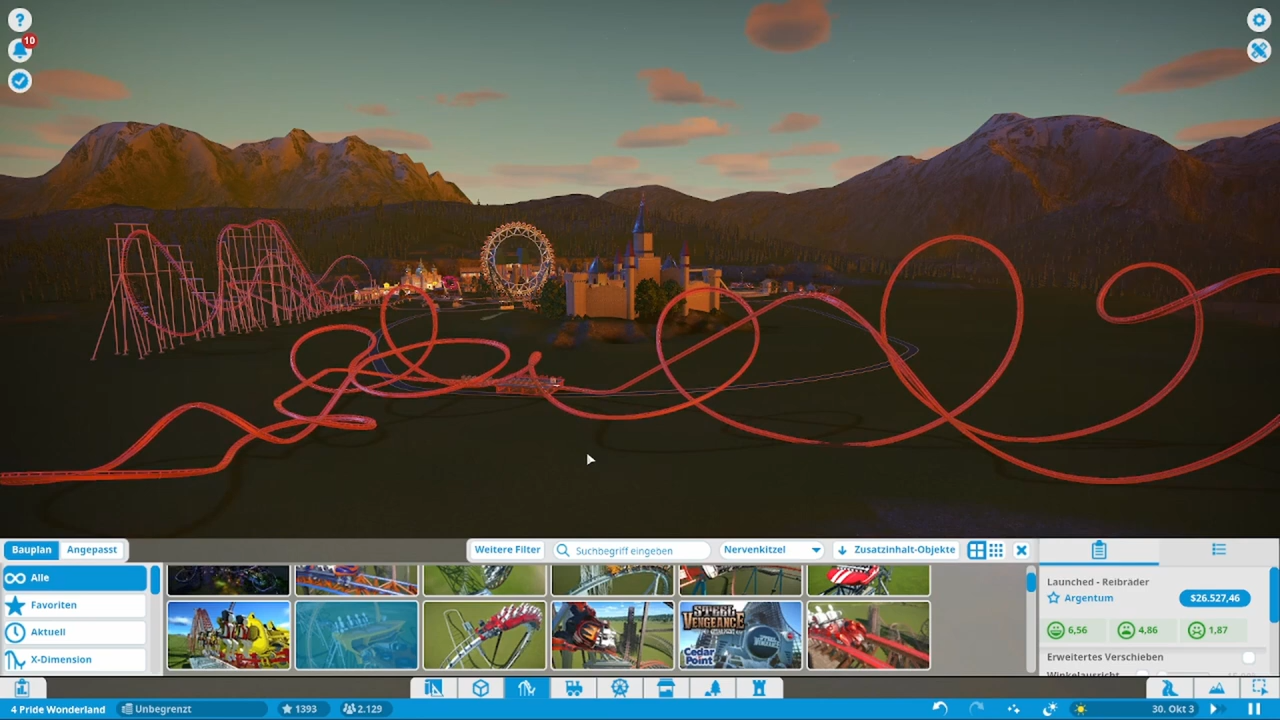 ?
10
Bauplan
Angepasst
Weitere Filter
Suchbegriff eingeben
Nervenkitzel
Zusatzinhalt-Objekte
Alle
Favoriten
Aktuell
X-Dimension
STEEL
VENGEANCE
Cedar
Point
Launched - Reibräder
Argentum
$26.527,46
6,56
4,86
1,87
Erweitertes Verschieben
Winkelausricht
4 Pride Wonderland
Unbegrenzt
1393
2.129
30. Okt 3